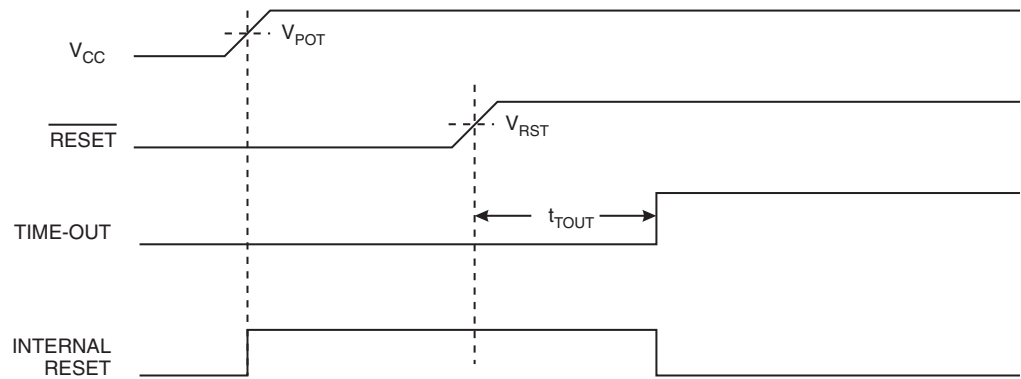 V_CC
V_POT
RESET
V_RST
TIME-OUT
t_TOUT
INTERNAL
RESET